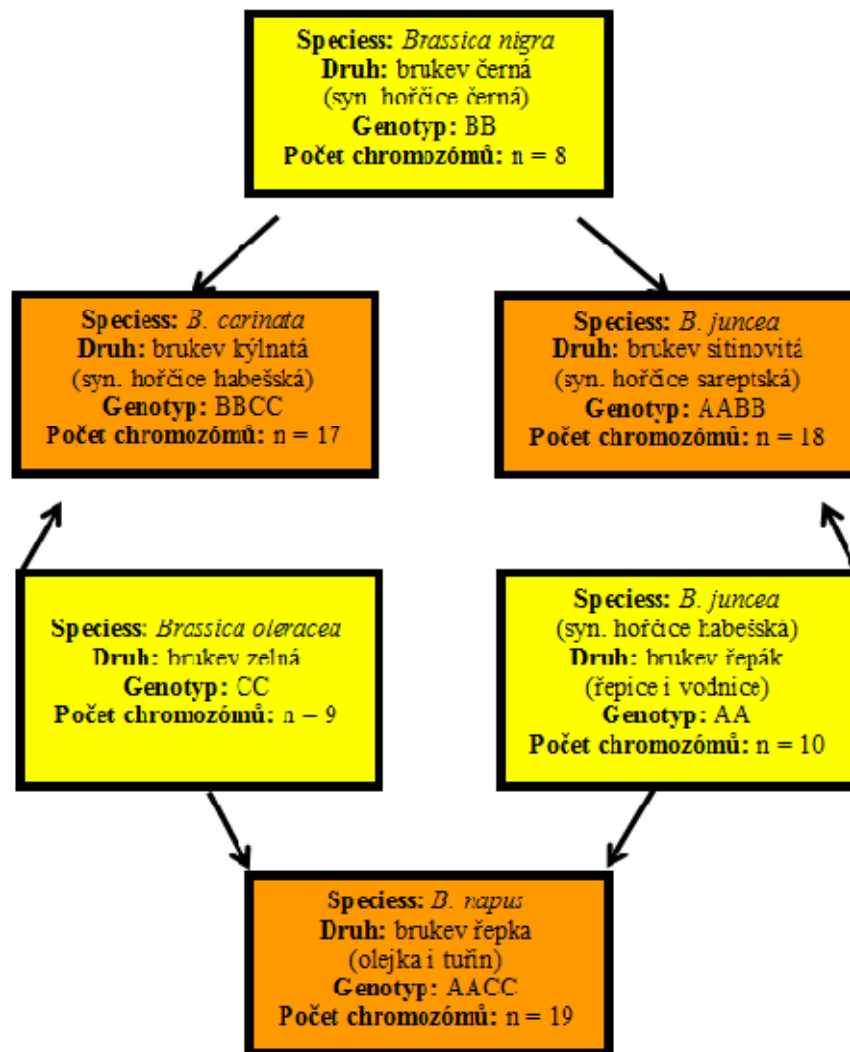 Speciess: Brassica nigra
Druh: brukev černá
(syn. hořčice černá)
Genotyp: BB
Počet chromozómů: n = 8
Speciess: B. carinata
Druh: brukev kýlnatá
(syn. hořčice habešská)
Genotyp: BBCC
Počet chromozómů: n = 17
Speciess: B. juncea
Druh: brukev sítinovitá
(syn. hořčice sareptská)
Genotyp: AABB
Počet chromozómů: n = 18
Speciess: Brassica oleracea
Druh: brukev zelná
Genotyp: CC
Počet chromozómů: n – 9
Speciess: B. juncea
(syn. hořčice habešská)
Druh: brukev řepák
(řepice i vodnice)
Genotyp: AA
Počet chromozómů: n = 10
Speciess: B. napus
Druh: brukev řepka
(olejka i tuřín)
Genotyp: AACC
Počet chromozómů: n = 19